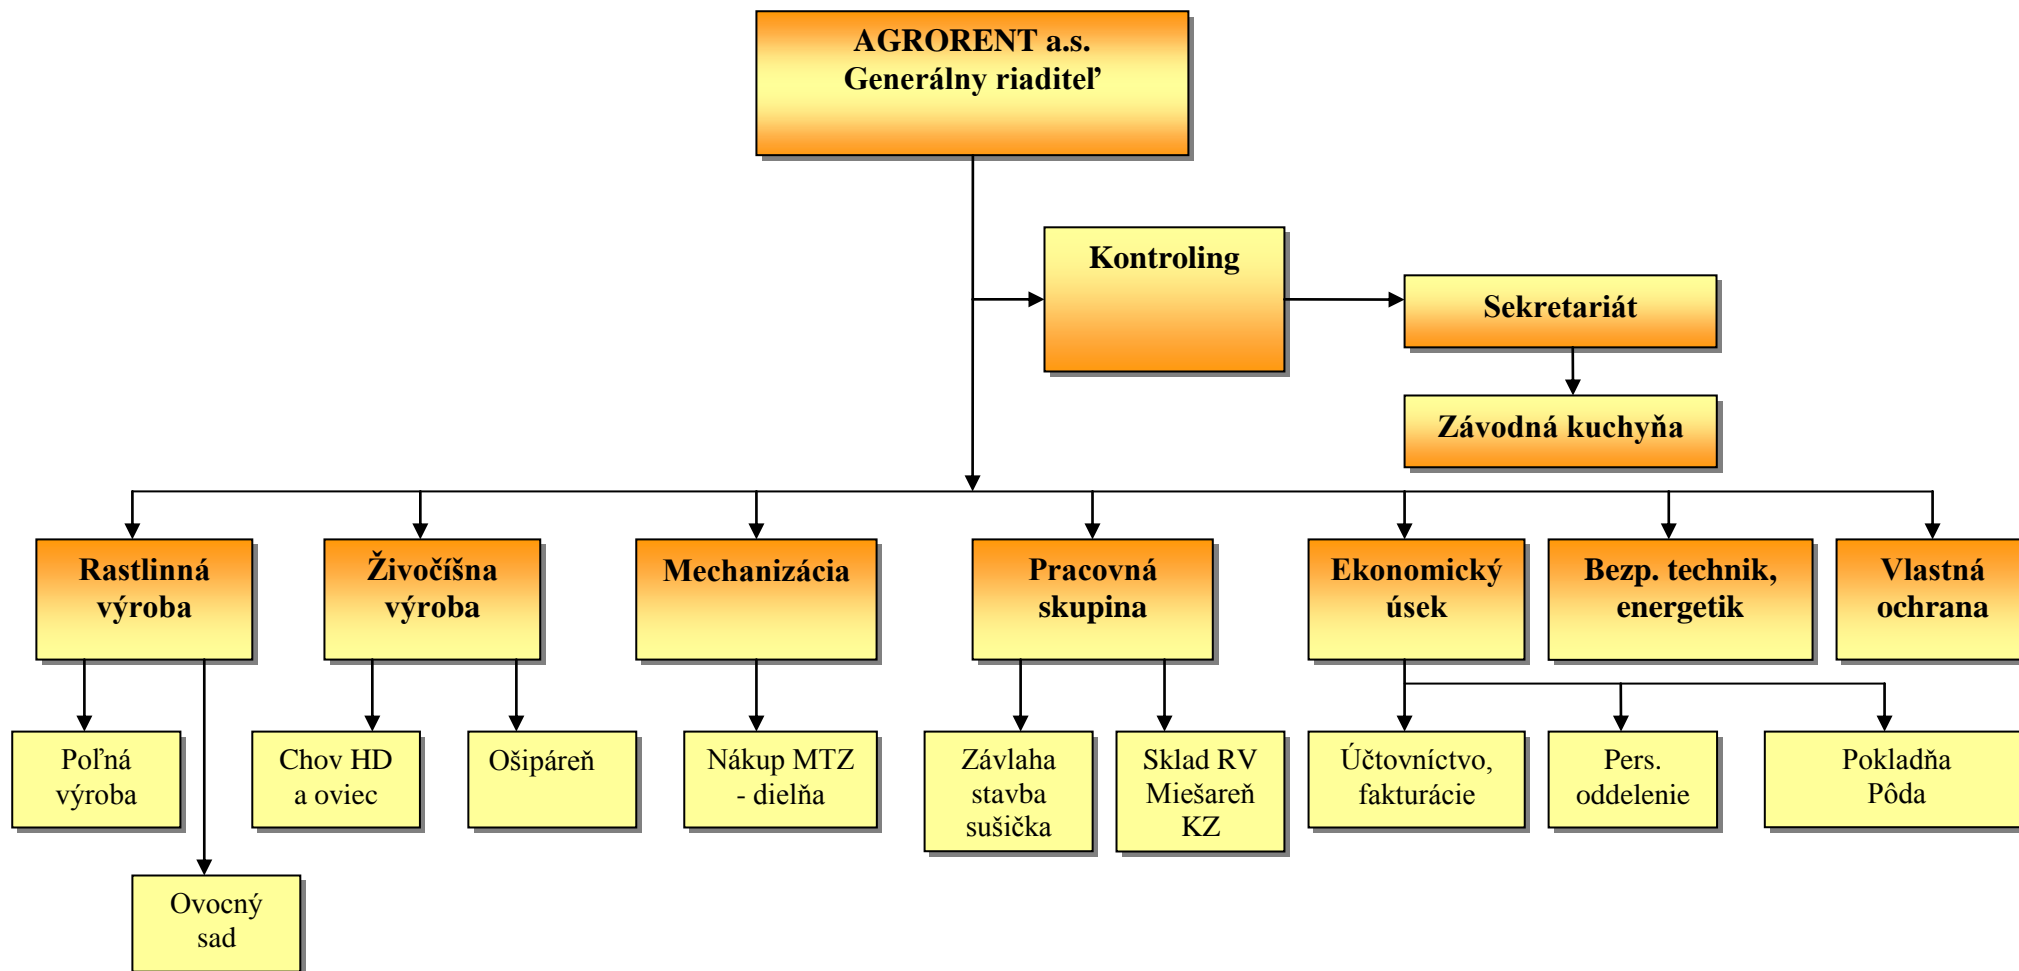 AGRORENT a.s.
Generálny riaditeľ
Kontroling
Sekretariát
Závodná kuchyňa
Rastlinná
výroba
Živočíšna
výroba
Mechanizácia
Pracovná
skupina
Ekonomický
úsek
Bezp. technik,
energetik
Vlastná
ochrana
Poľná
výroba
Chov HD
a oviec
Ošipáreň
Nákup MTZ
- dielňa
Závlaha
stavba
sušička
Sklad RV
Miešareň
KZ
Účtovníctvo,
fakturácie
Pers.
oddelenie
Pokladňa
Pôda
Ovocný
sad